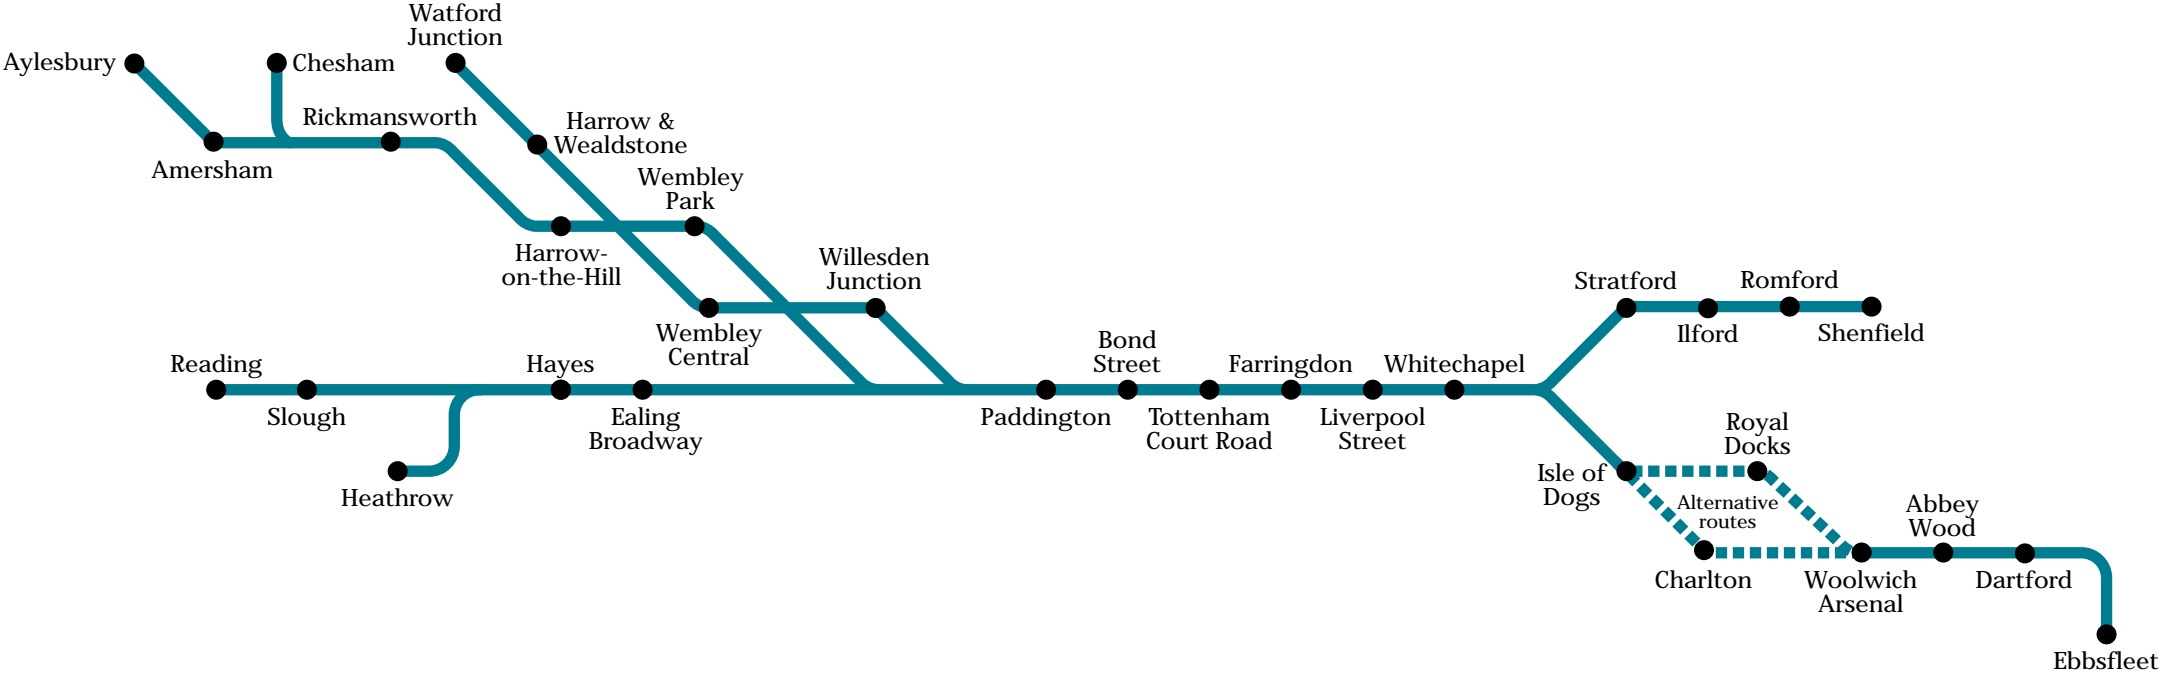 Watford
Junction
Aylesbury
Chesham
Rickmansworth
Harrow &
Wealdstone
Amersham
Wembley
Park
Harrow-
on-the-Hill
Willesden
Junction
Wembley
Central
Stratford
Romford
Ilford
Shenfield
Reading
Slough
Hayes
Ealing
Broadway
Heathrow
Paddington
Bond
Street
Tottenham
Court Road
Farringdon
Liverpool
Street
Whitechapel
Isle of
Dogs
Royal
Docks
Alternative
routes
Charlton
Woolwich
Arsenal
Abbey
Wood
Dartford
Ebbsfleet